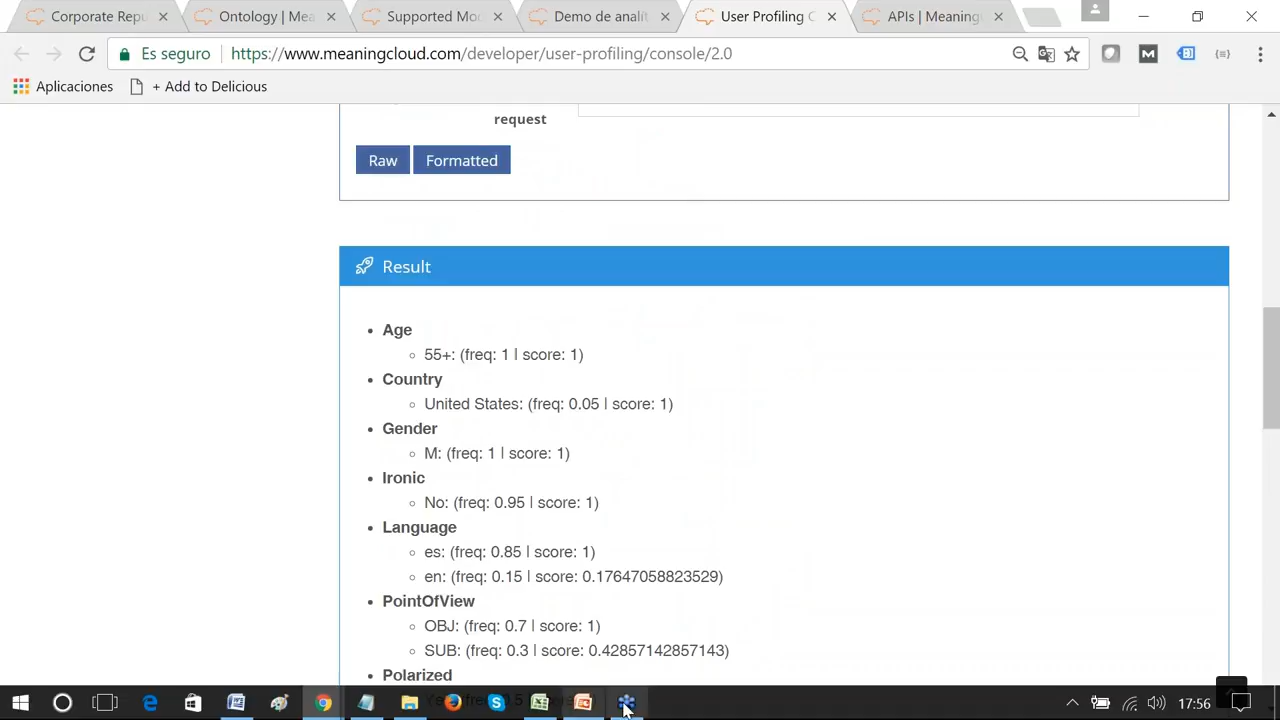 Corporate Repu
Ontology | Mea
Supported Mod
Demo de analít
User Profiling C
APIs | Meaning
Es seguro
https://www.meaningcloud.com/developer/user-profiling/console/2.0
M
Aplicaciones
+ Add to Delicious
request
Raw
Formatted
Result
Age
55+: (freq: 1 | score: 1)
Country
United States: (freq: 0.05 | score: 1)
Gender
M: (freq: 1 | score: 1)
Ironic
No: (freq: 0.95 | score: 1)
Language
es: (freq: 0.85 | score: 1)
en: (freq: 0.15 | score: 0.17647058823529)
PointOfView
OBJ: (freq: 0.7 | score: 1)
SUB: (freq: 0.3 | score: 0.42857142857143)
Polarized
17:56